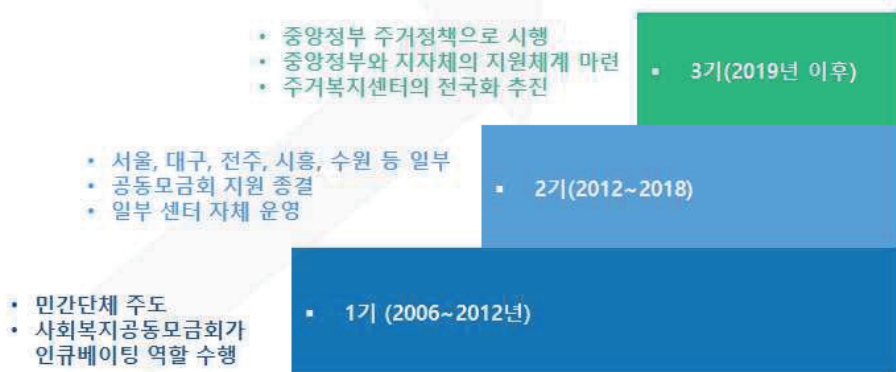 • 중앙정부 주거정책으로 시행
• 중앙정부와 지자체의 지원체계 마련
• 주거복지센터의 전국화 추진
▪ 3기(2019년 이후)
• 서울, 대구, 전주, 시흥, 수원 등 일부
• 공동모금회 지원 종결
• 일부 센터 자체 운영
▪ 2기(2012~2018)
• 민간단체 주도
• 사회복지공동모금회가
인큐베이팅 역할 수행
▪ 1기 (2006~2012년)